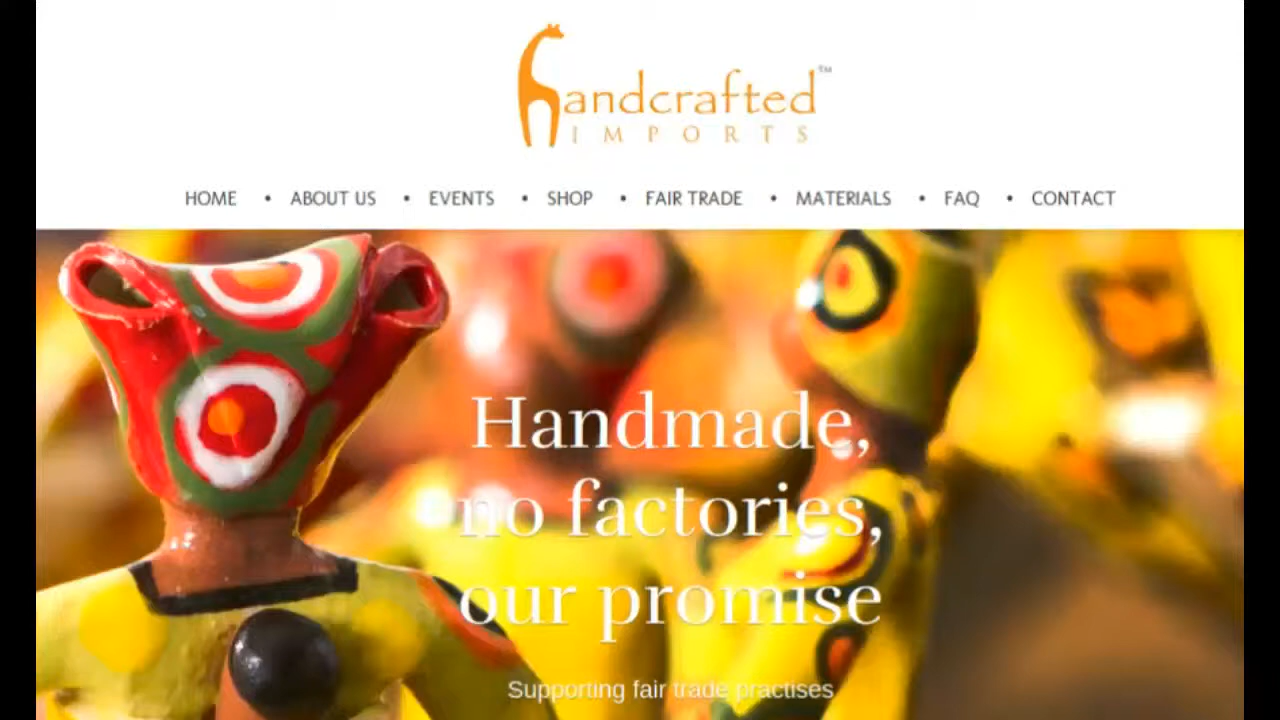 handcrafted™
IMPORTS
HOME • ABOUT US • EVENTS • SHOP • FAIR TRADE • MATERIALS • FAQ • CONTACT
Handmade,
no factories,
our promise
Supporting fair trade practises